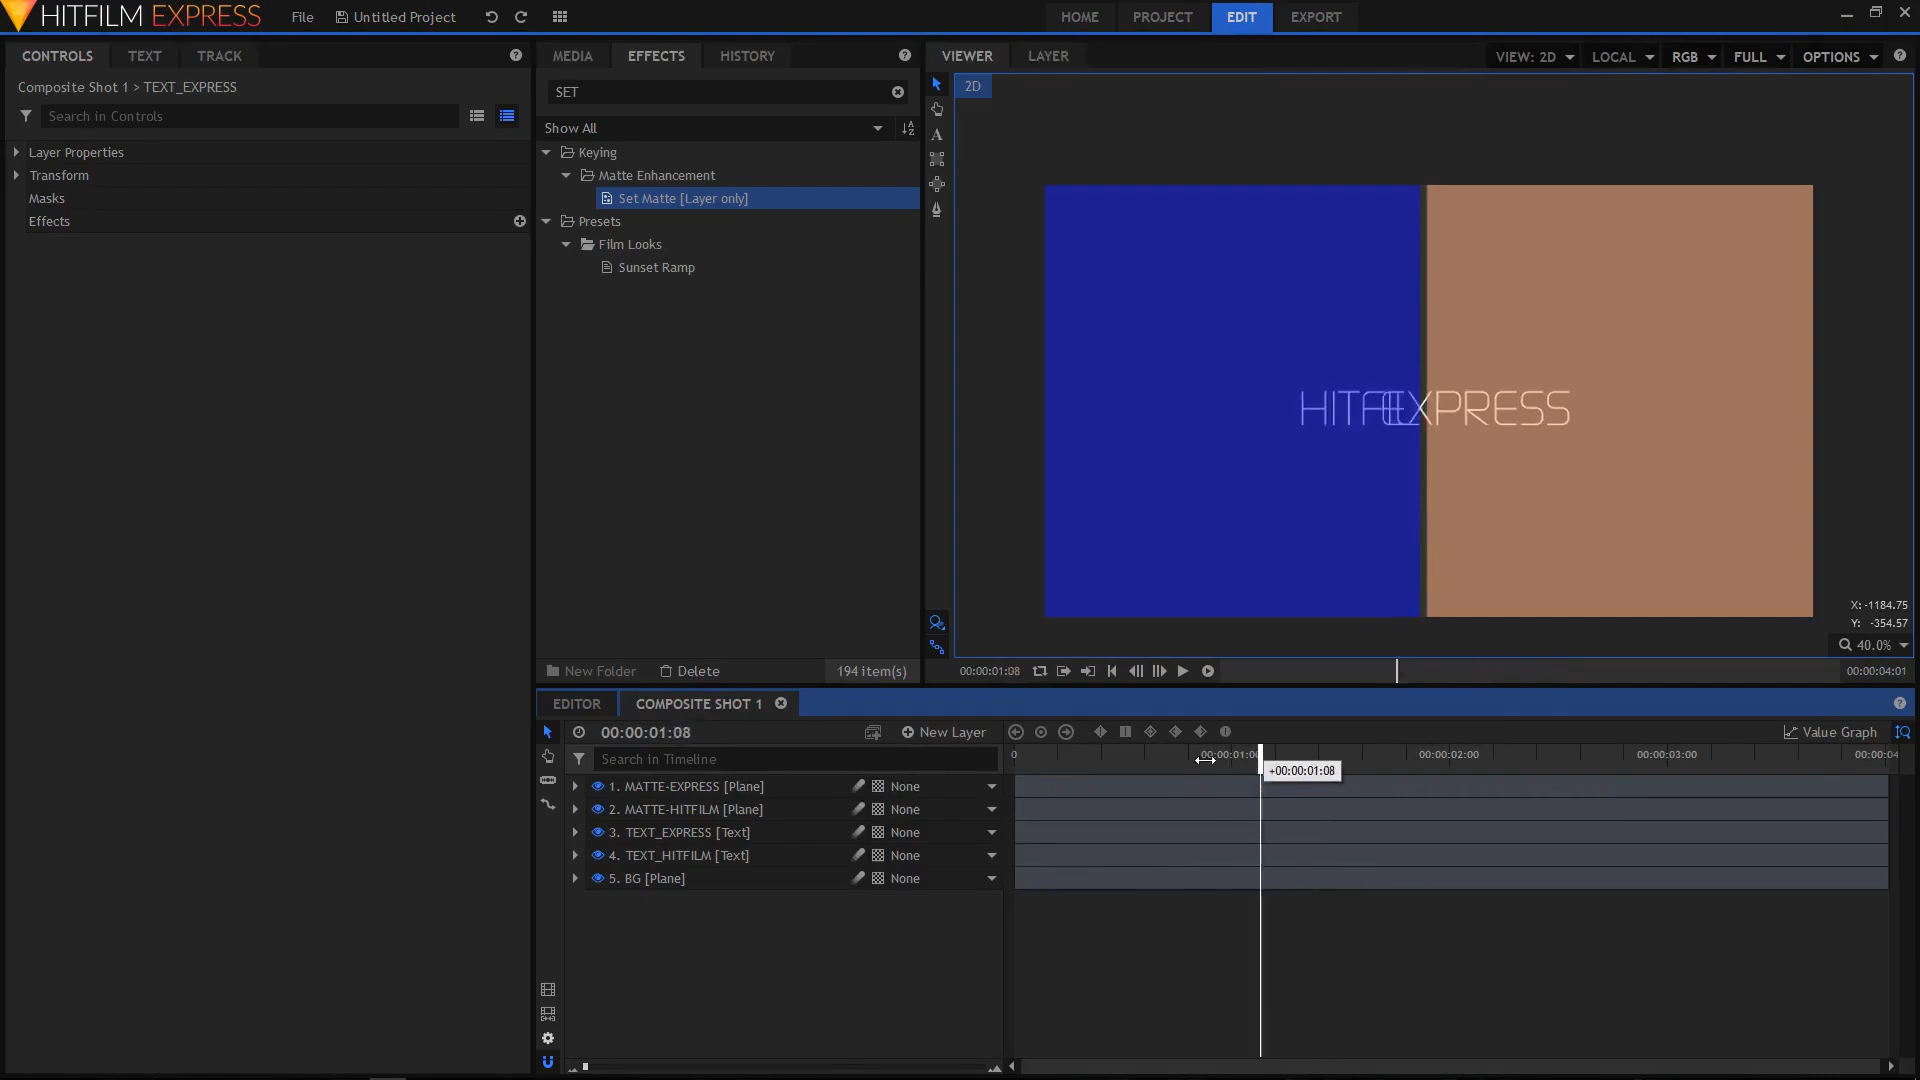 HITFILM EXPRESS
File
Untitled Project
HOME
PROJECT
EDIT
EXPORT
CONTROLS
TEXT
TRACK
MEDIA
EFFECTS
HISTORY
VIEWER
LAYER
VIEW: 2D
LOCAL
RGB
FULL
OPTIONS
Composite Shot 1 > TEXT_EXPRESS
Search in Controls
Layer Properties
Transform
Masks
Effects
SET
Show All
Keying
Matte Enhancement
Set Matte [Layer only]
Presets
Film Looks
Sunset Ramp
New Folder
Delete
194 item(s)
2D
A
EXPRESS
X: -1184.75
Y: -354.57
40.0%
00:00:01:08
00:00:04:01
EDITOR
COMPOSITE SHOT 1
00:00:01:08
New Layer
Value Graph
Search in Timeline
0
00:00:01:0
00:00:02:00
00:00:03:00
00:00:04
+00:00:01:08
1. MATTE-EXPRESS [Plane]
None
2. MATTE-HITFILM [Plane]
None
3. TEXT_EXPRESS [Text]
None
4. TEXT_HITFILM [Text]
None
5. BG [Plane]
None